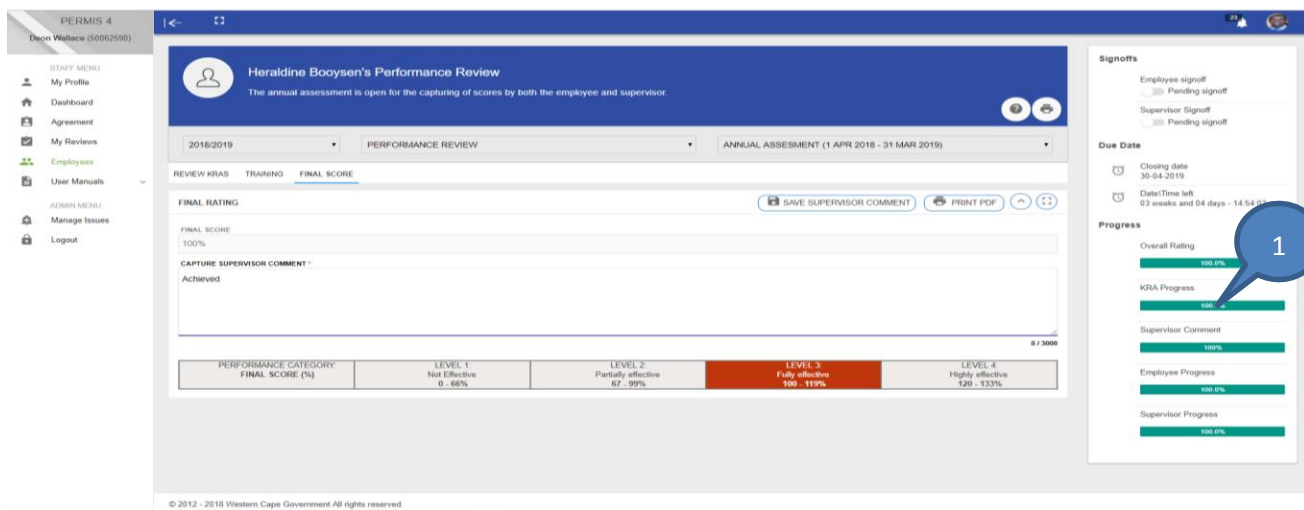 PERMIS 4
Deon Wallace (50062590)
STAFF MENU
My Profile
Dashboard
Agreement
My Reviews
Employees
User Manuals
ADMIN MENU
Manage Issues
Logout
23
Heraldine Booysen's Performance Review
The annual assessment is open for the capturing of scores by both the employee and supervisor.
2018/2019
PERFORMANCE REVIEW
ANNUAL ASSESMENT (1 APR 2018 - 31 MAR 2019)
REVIEW KRAS TRAINING FINAL SCORE
FINAL RATING
SAVE SUPERVISOR COMMENT
PRINT PDF
FINAL SCORE
100%
CAPTURE SUPERVISOR COMMENT *
Achieved
8 / 3000
PERFORMANCE CATEGORY:
FINAL SCORE (%)
LEVEL 1:
Not Effective
0 - 66%
LEVEL 2:
Partially effective
67 - 99%
LEVEL 3:
Fully effective
100 - 119%
LEVEL 4:
Highly effective
120 - 133%
Signoffs
Employee signoff
Pending signoff
Supervisor Signoff
Pending signoff
Due Date
Closing date
30-04-2019
Date\Time left
03 weeks and 04 days -
Progress
Overall Rating
100.0%
1
KRA Progress
Supervisor Comment
100%
Employee Progress
100.0%
Supervisor Progress
100.0%
© 2012 - 2018 Western Cape Government All rights reserved.